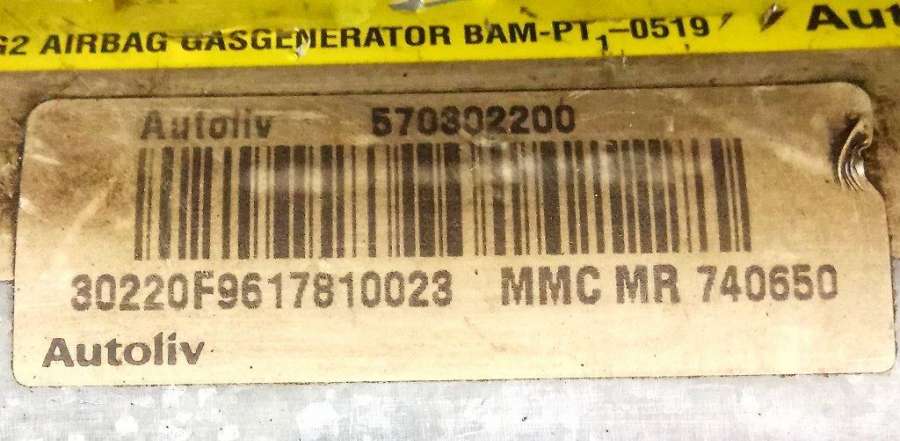 G2 AIRBAG GASGENERATOR BAM-PT1-0519
Autoliv 570302200
30220F9617810023 MMC MR 740650
Autoliv